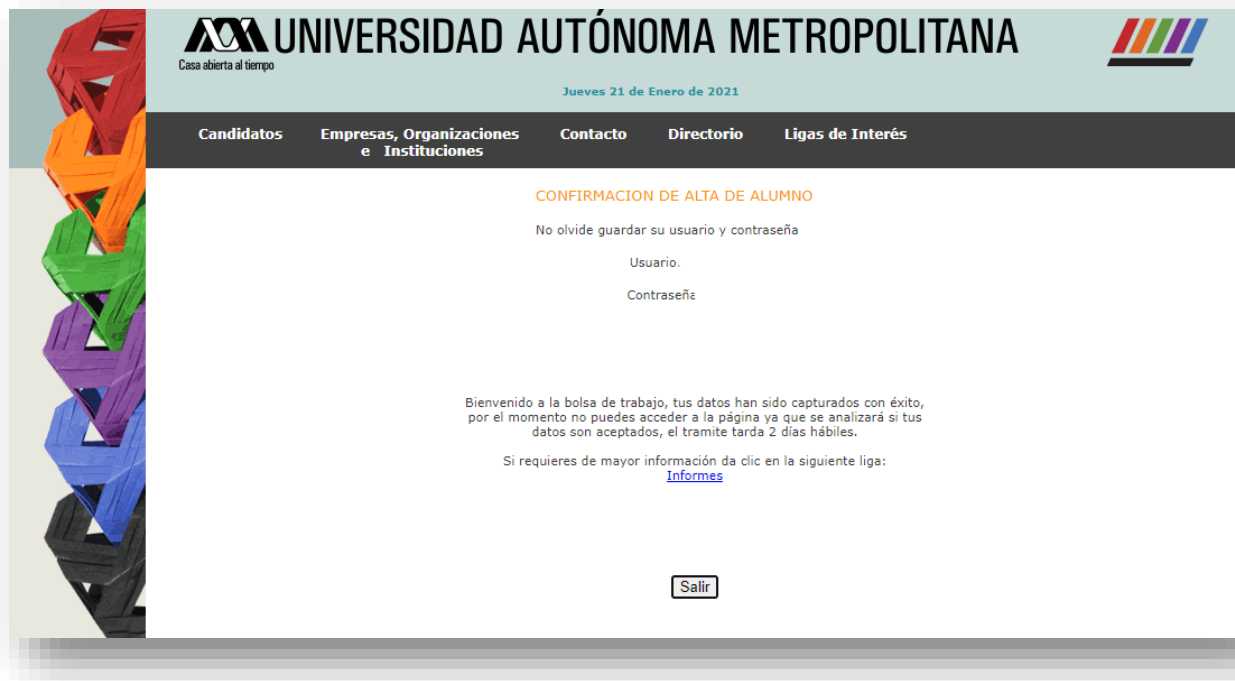 UNIVERSIDAD AUTÓNOMA METROPOLITANA
Casa abierta al tiempo
Jueves 21 de Enero de 2021
Candidatos
Empresas, Organizaciones
e Instituciones
Contacto
Directorio
Ligas de Interés
CONFIRMACION DE ALTA DE ALUMNO
No olvide guardar su usuario y contraseña
Usuario.
Contraseña
Bienvenido a la bolsa de trabajo, tus datos han sido capturados con éxito,
por el momento no puedes acceder a la página ya que se analizará si tus
datos son aceptados, el tramite tarda 2 días hábiles.
Si requieres de mayor información da clic en la siguiente liga:
Informes
Salir